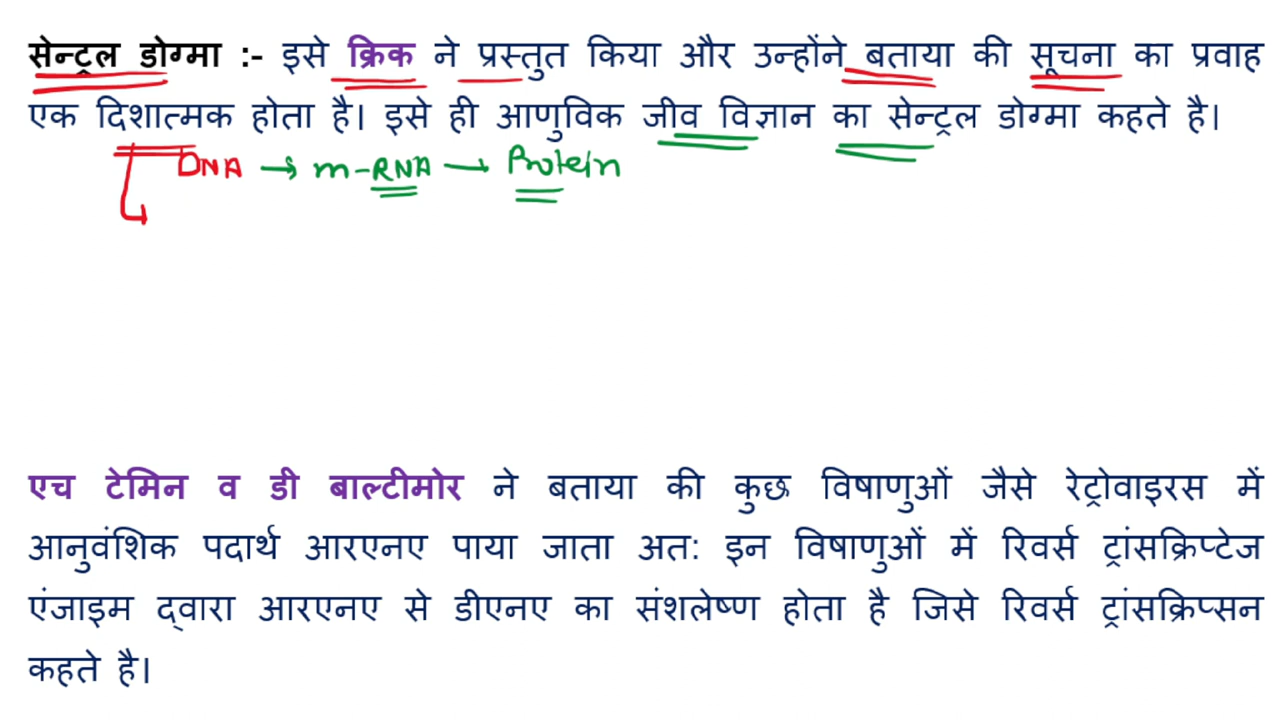 सेन्ट्रल डोग्मा :- इसे क्रिक ने प्रस्तुत किया और उन्होंने बताया की सूचना का प्रवाह
एक दिशात्मक होता है। इसे ही आणुविक जीव विज्ञान का सेन्ट्रल डोग्मा कहते है।
DNA → m-RNA → Protein
एच टेमिन व डी बाल्टीमोर ने बताया की कुछ विषाणुओं जैसे रेट्रोवाइरस में
आनुवंशिक पदार्थ आरएनए पाया जाता अत: इन विषाणुओं में रिवर्स ट्रांसक्रिप्टेज
एंजाइम द्वारा आरएनए से डीएनए का संशलेष्ण होता है जिसे रिवर्स ट्रांसक्रिप्सन
कहते है।